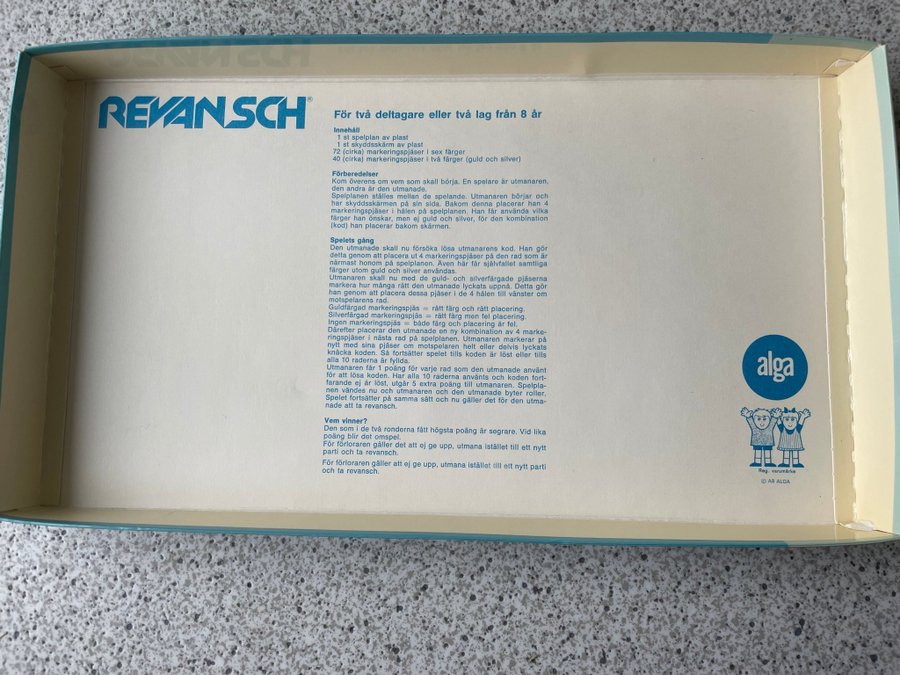 REVANSCH®
För två deltagare eller två lag från 8 år
Innehåll
1 st spelplan av plast
1 st skyddsskärm av plast
72 (cirka) markeringspjäser i sex färger
40 (cirka) markeringspjäser i två färger (guld och silver)
Förberedelser
Kom överens om vem som skall börja. En spelare är utmanaren,
den andra är den utmanade.
Spelplanen ställes mellan de spelande. Utmanaren börjar och
har skyddsskärmen på sin sida. Bakom denna placerar han 4
markeringspjäser i hålen på spelplanen. Han får använda vilka
färger han önskar, men ej guld och silver, för den kombination
(kod) han placerar bakom skärmen.
Spelets gång
Den utmanade skall nu försöka lösa utmanarens kod. Han gör
detta genom att placera ut 4 markeringspjäser på den rad som är
närmast honom på spelplanen. Även här får självfallet samtliga
färger utom guld och silver användas.
Utmanaren skall nu med de guld- och silverfärgade pjäserna
markera hur många rätt den utmanade lyckats uppnå. Detta gör
han genom att placera dessa pjäser i de 4 hålen till vänster om
motspelarens rad.
Guldfärgad markeringspjäs = rätt färg och rätt placering.
Silverfärgad markeringspjäs = rätt färg men fel placering.
Ingen markeringspjäs = både färg och placering är fel.
Därefter placerar den utmanade en ny kombination av 4 marke-
ringspjäser i nästa rad på spelplanen. Utmanaren markerar på
nytt med sina pjäser om motspelaren helt eller delvis lyckats
knäcka koden. Så fortsätter spelet tills koden är löst eller tills
alla 10 raderna är fyllda.
Utmanaren får 1 poäng för varje rad som den utmanade använt
för att lösa koden. Har alla 10 raderna använts och koden fort-
farande ej är löst, utgår 5 extra poäng till utmanaren. Spelpla-
nen vändes nu och utmanaren och den utmanade byter roller.
Spelet fortsätter på samma sätt och nu gäller det för den utma-
nade att ta revansch.
Vem vinner?
Den som i de två ronderna fått högsta poäng är segrare. Vid lika
poäng blir det omspel.
För förloraren gäller det att ej ge upp, utmana istället till ett nytt
parti och ta revansch.
För förloraren gäller det att ej ge upp, utmana istället till ett nytt parti
och ta revansch.
alga
Reg. varumärke
© AB ALGA